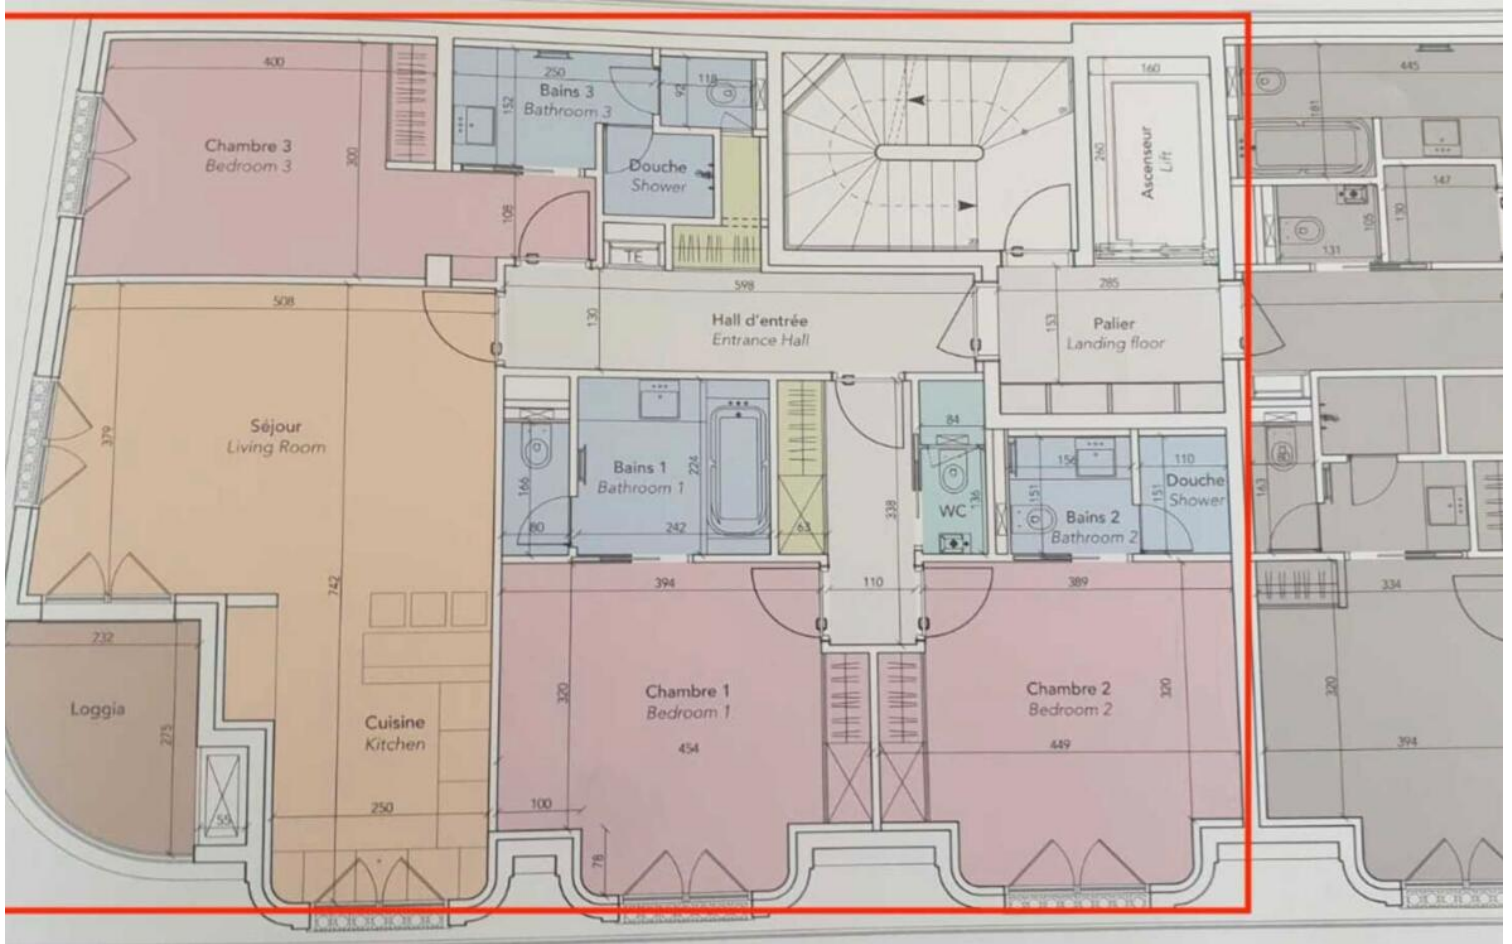 400
Chambre 3
Bedroom 3
300
250
Bains 3
Bathroom 3
152
118
92
Douche
Shower
108
TE
160
260
Ascenseur
Lift
445
181
147
130
105
131
508
598
130
Hall d'entrée
Entrance Hall
285
153
Palier
Landing floor
379
Séjour
Living Room
742
166
80
Bains 1
Bathroom 1
224
242
63
338
84
WC
136
156
151
Bains 2
Bathroom 2
110
151
Douche
Shower
163
232
Loggia
275
55
Cuisine
Kitchen
250
394
320
Chambre 1
Bedroom 1
454
100
78
110
389
320
Chambre 2
Bedroom 2
449
334
320
394